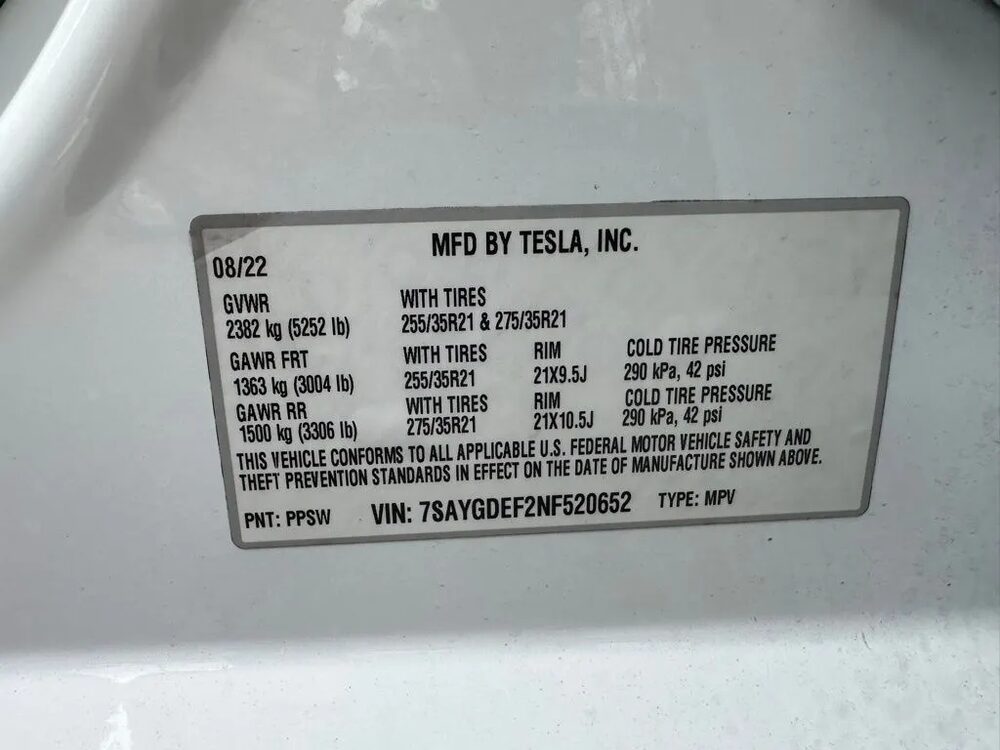 MFD BY TESLA, INC.
08/22
GVWR WITH TIRES
2382 kg (5252 lb) 255/35R21 & 275/35R21
GAWR FRT WITH TIRES RIM COLD TIRE PRESSURE
1363 kg (3004 lb) 255/35R21 21X9.5J 290 kPa, 42 psi
GAWR RR WITH TIRES RIM COLD TIRE PRESSURE
1500 kg (3306 lb) 275/35R21 21X10.5J 290 kPa, 42 psi
THIS VEHICLE CONFORMS TO ALL APPLICABLE U.S. FEDERAL MOTOR VEHICLE SAFETY AND
THEFT PREVENTION STANDARDS IN EFFECT ON THE DATE OF MANUFACTURE SHOWN ABOVE.
PNT: PPSW VIN: 7SAYGDEF2NF520652 TYPE: MPV